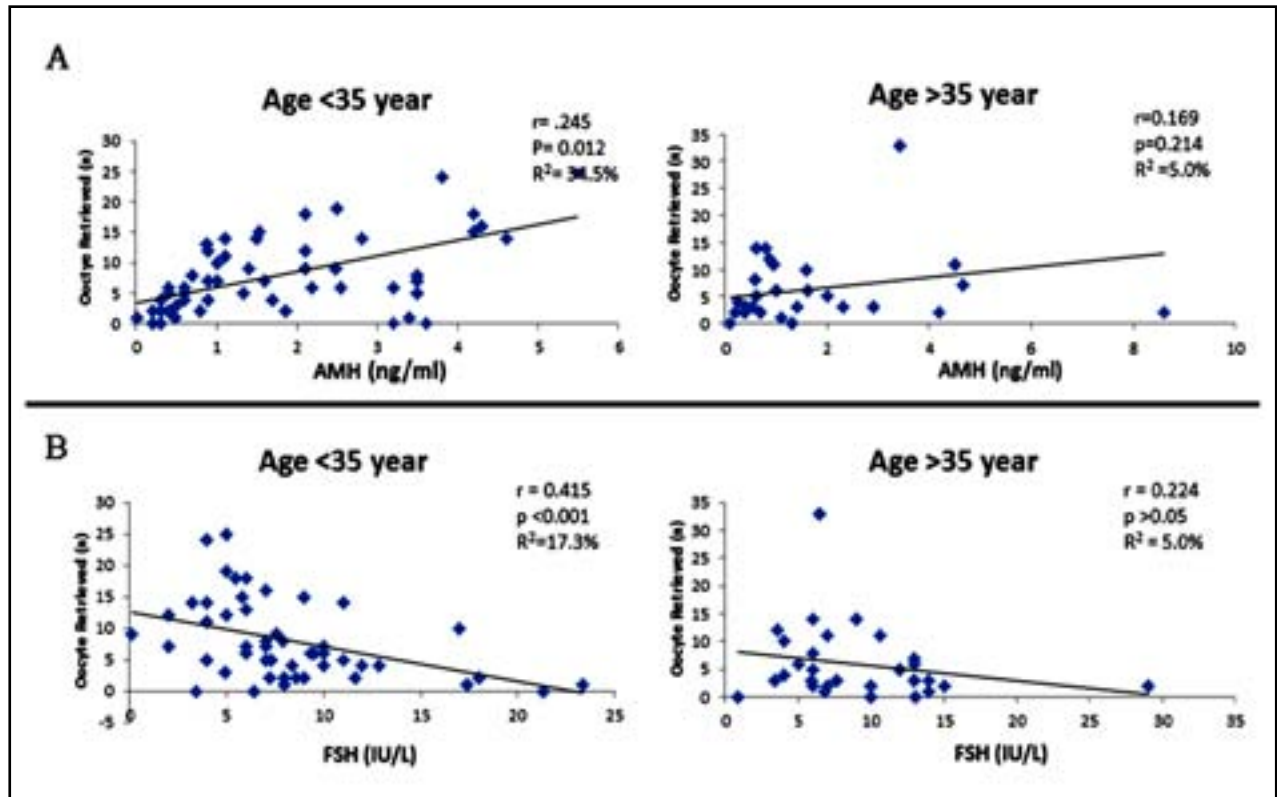 A
Age <35 year
r= .245
P= 0.012
R²= 34.5%
Ooctye Retrieved (n)
30
25
20
15
10
5
0
0 1 2 3 4 5 6
AMH (ng/ml)
Age >35 year
r=0.169
p=0.214
R² =5.0%
Oocyte Retrieved (n)
35
30
25
20
15
10
5
0
0 2 4 6 8 10
AMH (ng/ml)
B
Age <35 year
r = 0.415
p <0.001
R²=17.3%
Oocyte Retrieved (n)
30
25
20
15
10
5
0
-5
0 5 10 15 20 25
FSH (IU/L)
Age >35 year
r = 0.224
p >0.05
R² = 5.0%
Oocyte Retrieved (n)
35
30
25
20
15
10
5
0
0 5 10 15 20 25 30 35
FSH (IU/L)